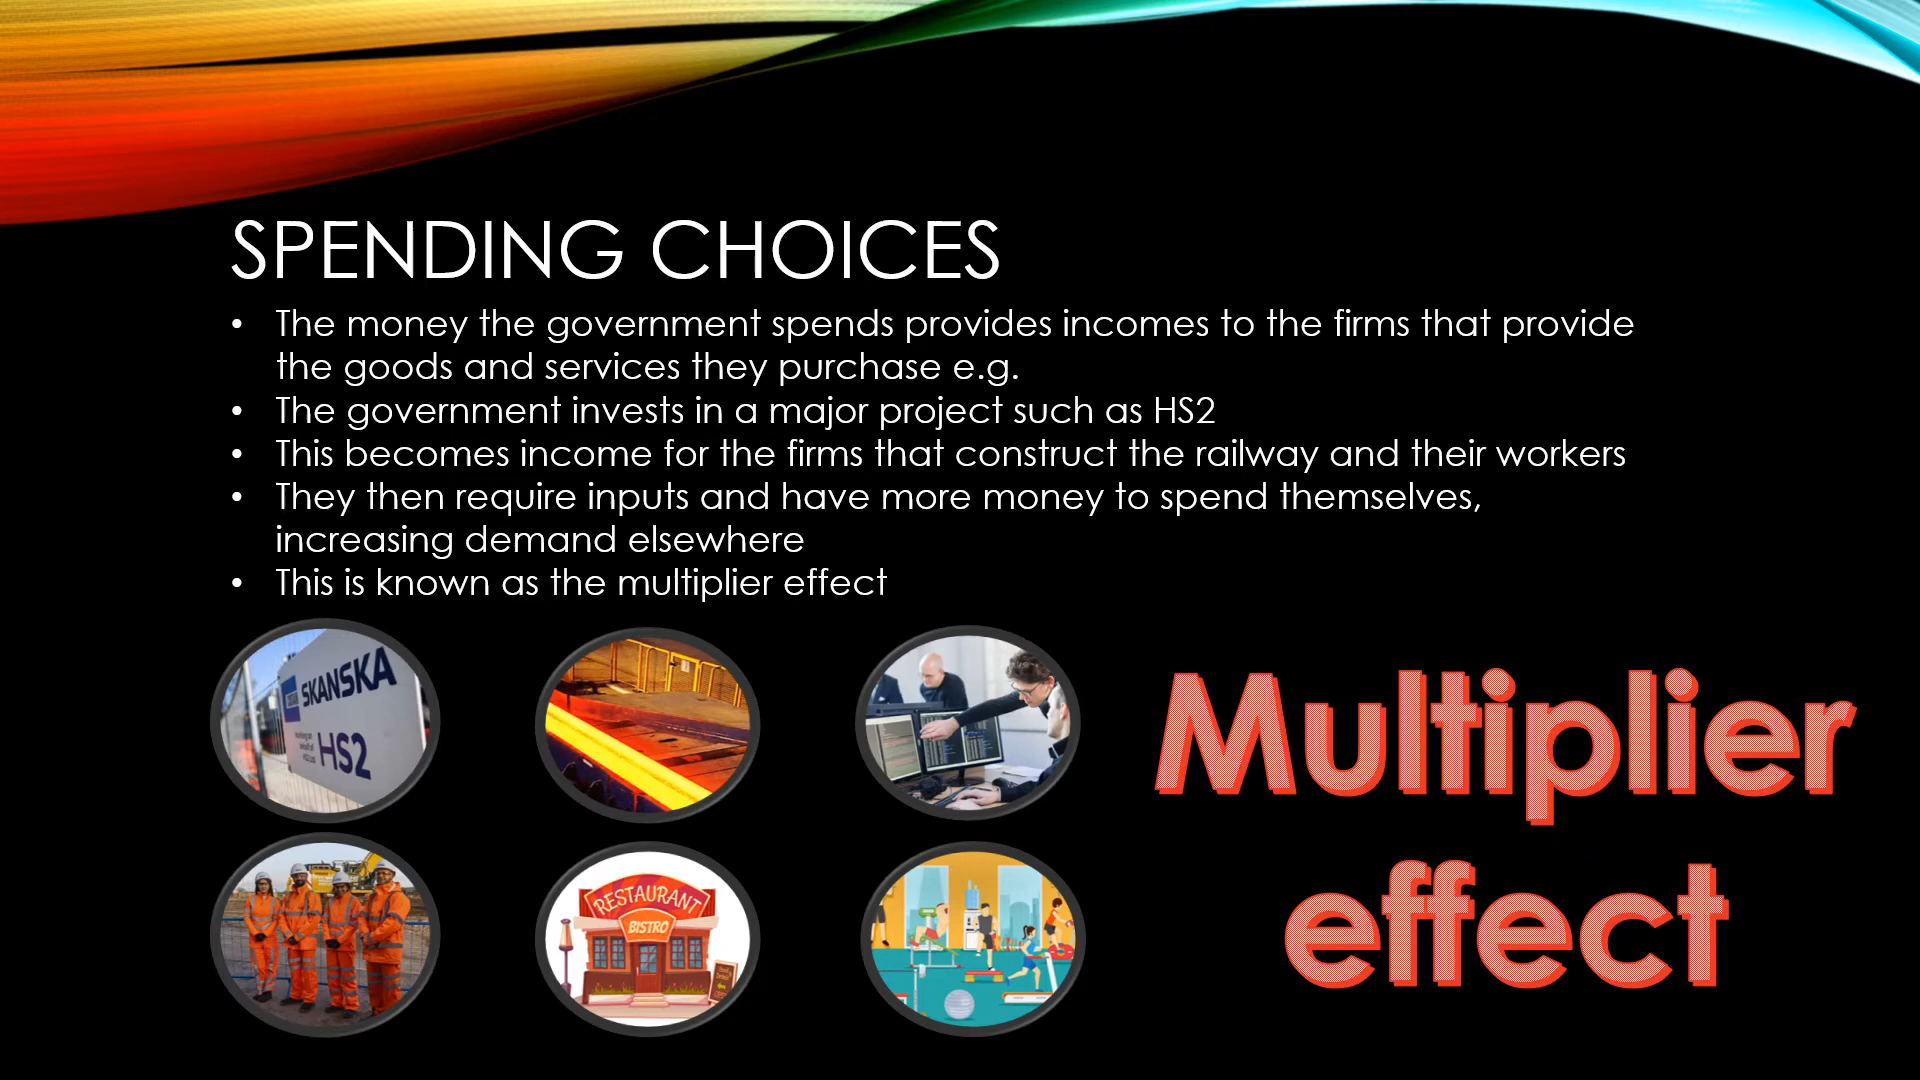 SPENDING CHOICES
• The money the government spends provides incomes to the firms that provide
the goods and services they purchase e.g.
• The government invests in a major project such as HS2
• This becomes income for the firms that construct the railway and their workers
• They then require inputs and have more money to spend themselves,
increasing demand elsewhere
• This is known as the multiplier effect
SKANSKA
HS2
RESTAURANT
BISTRO
Multiplier
effect